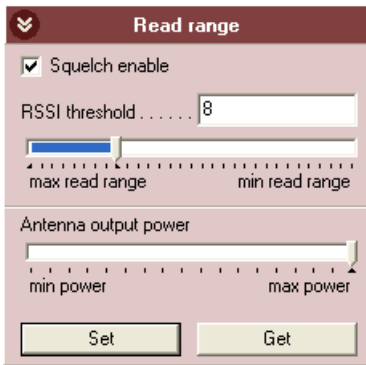 Read range
Squelch enable
RSSI threshold . . . . . . 8
max read range min read range
Antenna output power
min power max power
Set Get